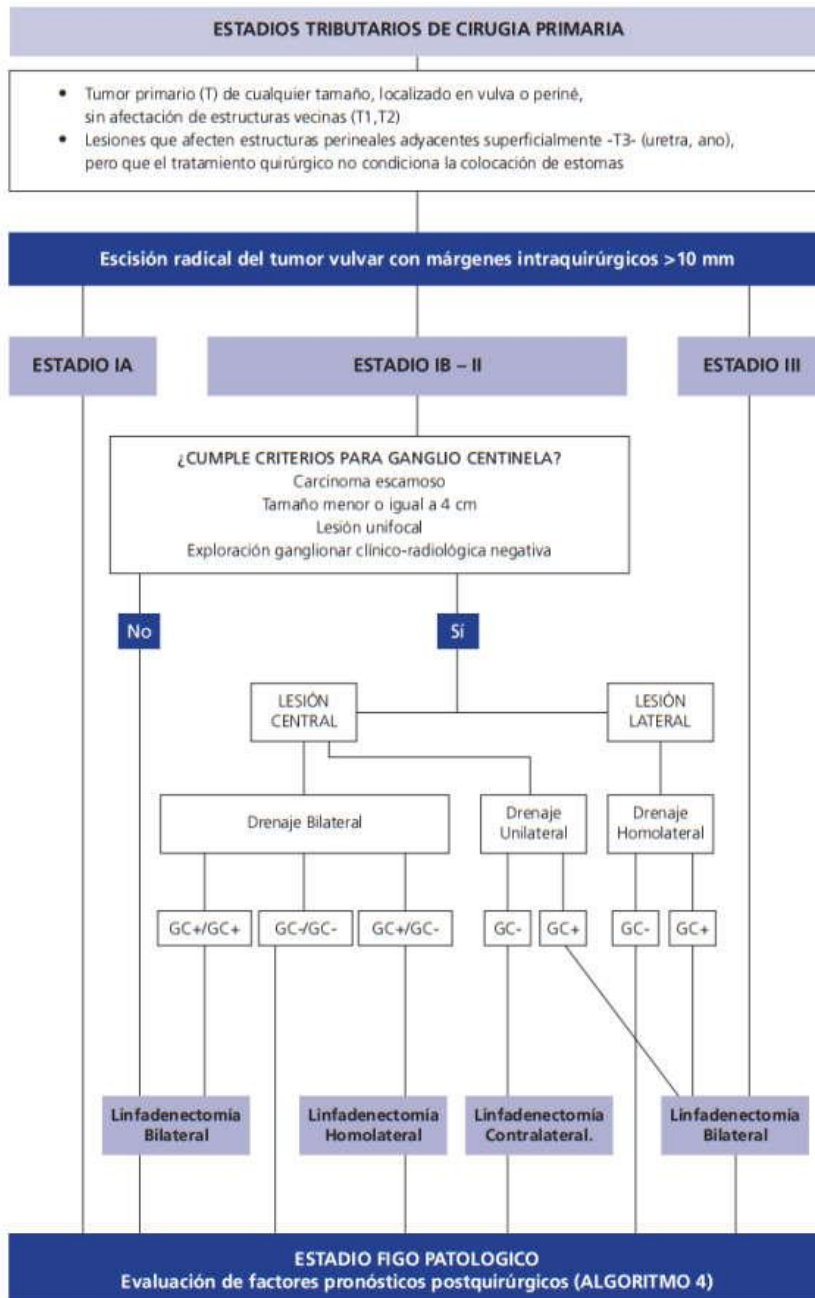 ESTADIOS TRIBUTARIOS DE CIRUGIA PRIMARIA
• Tumor primario (T) de cualquier tamaño, localizado en vulva o periné,
sin afectación de estructuras vecinas (T1,T2)
• Lesiones que afecten estructuras perineales adyacentes superficialmente -T3- (uretra, ano),
pero que el tratamiento quirúrgico no condiciona la colocación de estomas
Escisión radical del tumor vulvar con márgenes intraquirúrgicos >10 mm
ESTADIO IA
ESTADIO IB – II
ESTADIO III
¿CUMPLE CRITERIOS PARA GANGLIO CENTINELA?
Carcinoma escamoso
Tamaño menor o igual a 4 cm
Lesión unifocal
Exploración ganglionar clínico-radiológica negativa
No
Sí
LESIÓN
CENTRAL
LESIÓN
LATERAL
Drenaje Bilateral
Drenaje
Unilateral
Drenaje
Homolateral
GC+/GC+
GC-/GC-
GC+/GC-
GC-
GC+
GC-
GC+
Linfadenectomía
Bilateral
Linfadenectomía
Homolateral
Linfadenectomía
Contralateral.
Linfadenectomía
Bilateral
ESTADIO FIGO PATOLOGICO
Evaluación de factores pronósticos postquirúrgicos (ALGORITMO 4)